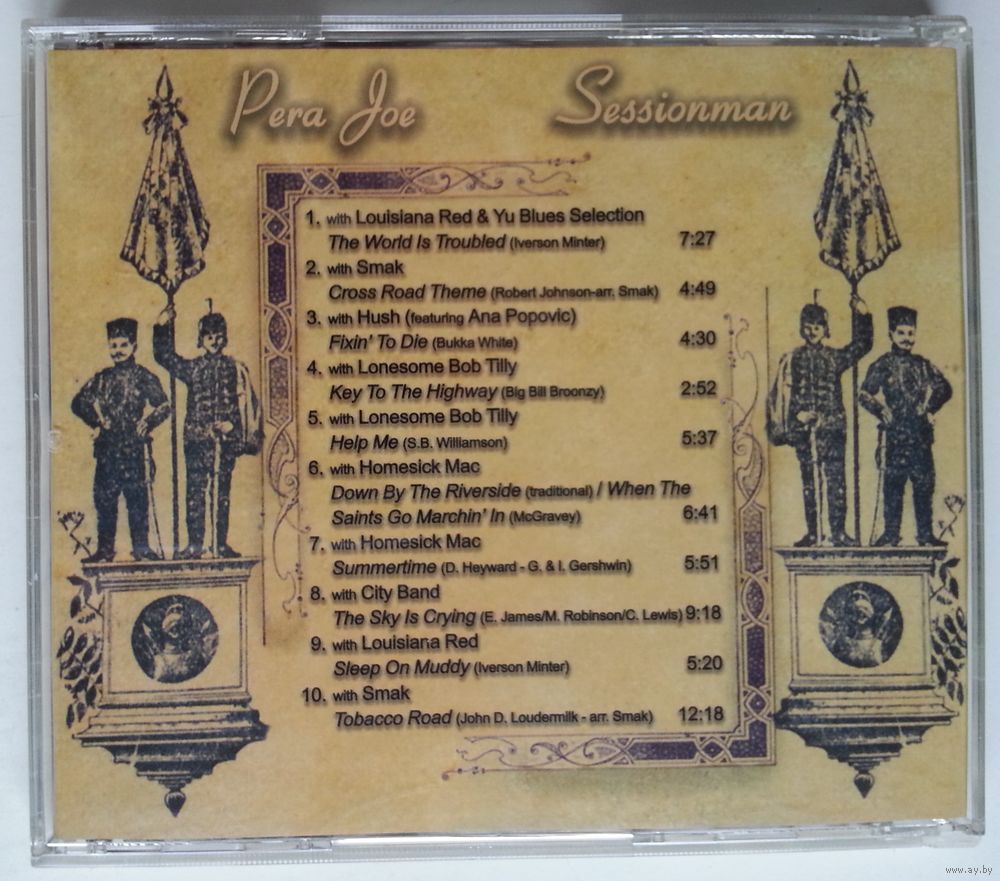 Pera Joe Sessionman
1. with Louisiana Red & Yu Blues Selection
The World Is Troubled (Iverson Minter) 7:27
2. with Smak
Cross Road Theme (Robert Johnson-arr. Smak) 4:49
3. with Hush (featuring Ana Popovic)
Fixin' To Die (Bukka White) 4:30
4. with Lonesome Bob Tilly
Key To The Highway (Big Bill Broonzy) 2:52
5. with Lonesome Bob Tilly
Help Me (S.B. Williamson) 5:37
6. with Homesick Mac
Down By The Riverside (traditional) / When The
Saints Go Marchin' In (McGravey) 6:41
7. with Homesick Mac
Summertime (D. Heyward - G. & I. Gershwin) 5:51
8. with City Band
The Sky Is Crying (E. James/M. Robinson/C. Lewis) 9:18
9. with Louisiana Red
Sleep On Muddy (Iverson Minter) 5:20
10. with Smak
Tobacco Road (John D. Loudermilk - arr. Smak) 12:18
www.ay.by